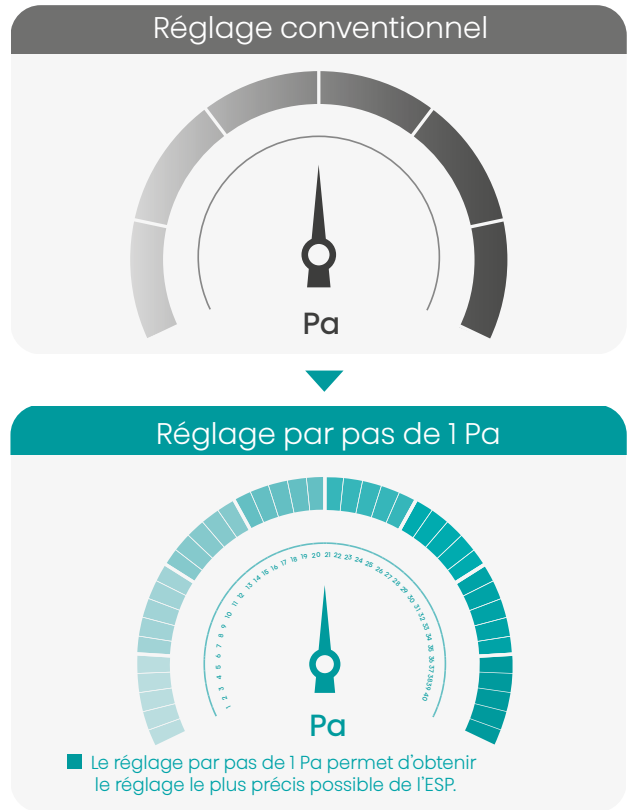 Réglage conventionnel
Pa
Réglage par pas de 1 Pa
1 2 3 4 5 6 7 8 9 10 11 12 13 14 15 16 17 18 19 20 21 22 23 24 25 26 27 28 29 30 31 32 33 34 35 36 37 38 39 40
Pa
Le réglage par pas de 1 Pa permet d'obtenir
le réglage le plus précis possible de l'ESP.